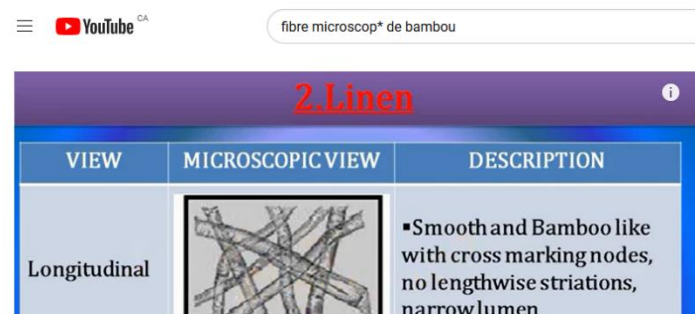 YouTube CA
fibre microscop* de bambou
2.Linen
VIEW
MICROSCOPIC VIEW
DESCRIPTION
Longitudinal
▪Smooth and Bamboo like
with cross marking nodes,
no lengthwise striations,
narrow lumen